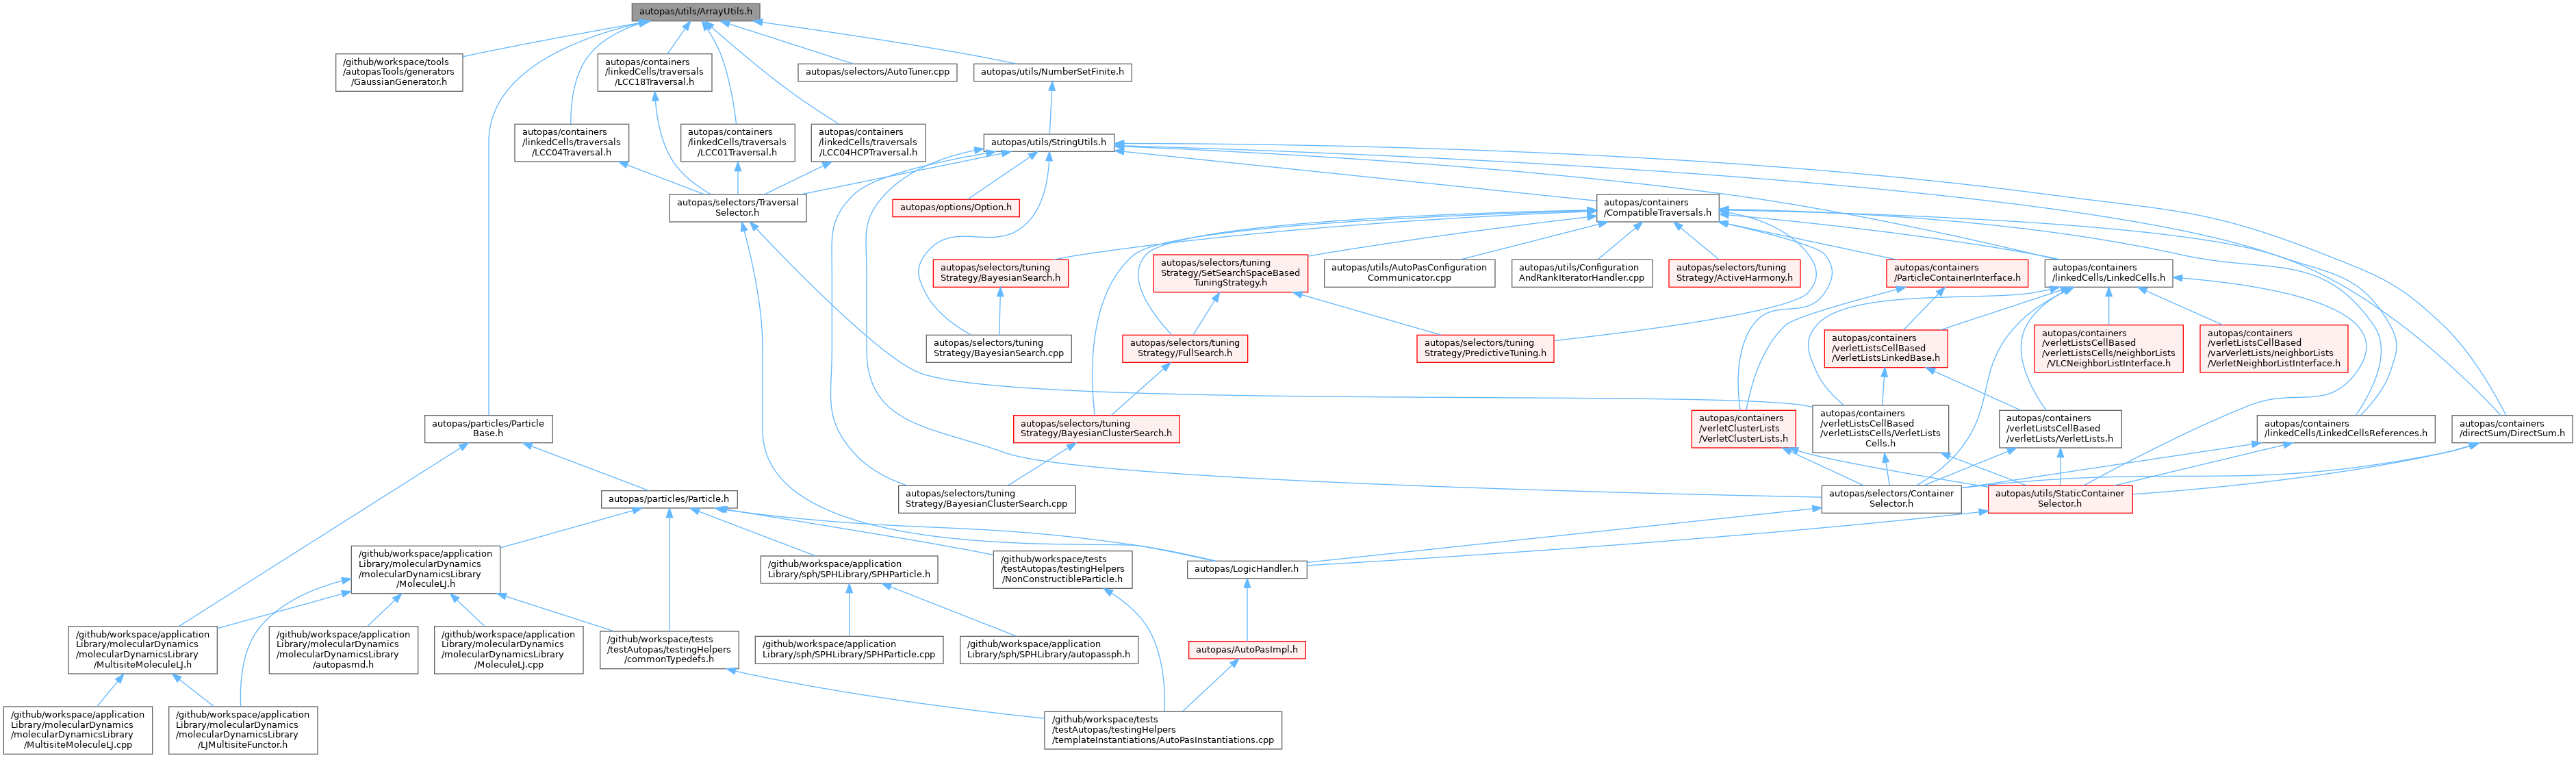 autopas/utils/ArrayUtils.h
/github/workspace/tools
/autopasTools/generators
/GaussianGenerator.h
autopas/containers
/linkedCells/traversals
/LCC18Traversal.h
autopas/selectors/AutoTuner.cpp
autopas/utils/NumberSetFinite.h
autopas/containers
/linkedCells/traversals
/LCC04Traversal.h
autopas/containers
/linkedCells/traversals
/LCC01Traversal.h
autopas/containers
/linkedCells/traversals
/LCC04HCPTraversal.h
autopas/utils/StringUtils.h
autopas/selectors/Traversal
Selector.h
autopas/options/Option.h
autopas/containers
/CompatibleTraversals.h
autopas/selectors/tuning
Strategy/BayesianSearch.h
autopas/selectors/tuning
Strategy/SetSearchSpaceBased
TuningStrategy.h
autopas/utils/AutoPasConfiguration
Communicator.cpp
autopas/utils/Configuration
AndRankIteratorHandler.cpp
autopas/selectors/tuning
Strategy/ActiveHarmony.h
autopas/containers
/ParticleContainerInterface.h
autopas/containers
/linkedCells/LinkedCells.h
autopas/selectors/tuning
Strategy/BayesianSearch.cpp
autopas/selectors/tuning
Strategy/FullSearch.h
autopas/selectors/tuning
Strategy/PredictiveTuning.h
autopas/containers
/verletListsCellBased
/VerletListsLinkedBase.h
autopas/containers
/verletListsCellBased
/verletListsCells/neighborLists
/VLCNeighborListInterface.h
autopas/containers
/verletListsCellBased
/varVerletLists/neighborLists
/VerletNeighborListInterface.h
autopas/particles/Particle
Base.h
autopas/selectors/tuning
Strategy/BayesianClusterSearch.h
autopas/containers
/verletClusterLists
/VerletClusterLists.h
autopas/containers
/verletListsCellBased
/verletListsCells/VerletLists
Cells.h
autopas/containers
/verletListsCellBased
/verletLists/VerletLists.h
autopas/containers
/linkedCells/LinkedCellsReferences.h
autopas/containers
/directSum/DirectSum.h
autopas/particles/Particle.h
autopas/selectors/tuning
Strategy/BayesianClusterSearch.cpp
autopas/selectors/Container
Selector.h
autopas/utils/StaticContainer
Selector.h
/github/workspace/application
Library/molecularDynamics
/molecularDynamicsLibrary
/MoleculeLJ.h
/github/workspace/application
Library/sph/SPHLibrary/SPHParticle.h
/github/workspace/tests
/testAutopas/testingHelpers
/NonConstructibleParticle.h
autopas/LogicHandler.h
/github/workspace/application
Library/molecularDynamics
/molecularDynamicsLibrary
/MultisiteMoleculeLJ.h
/github/workspace/application
Library/molecularDynamics
/molecularDynamicsLibrary
/autopasmd.h
/github/workspace/application
Library/molecularDynamics
/molecularDynamicsLibrary
/MoleculeLJ.cpp
/github/workspace/tests
/testAutopas/testingHelpers
/commonTypedefs.h
/github/workspace/application
Library/sph/SPHLibrary/SPHParticle.cpp
/github/workspace/application
Library/sph/SPHLibrary/autopassph.h
autopas/AutoPasImpl.h
/github/workspace/application
Library/molecularDynamics
/molecularDynamicsLibrary
/MultisiteMoleculeLJ.cpp
/github/workspace/application
Library/molecularDynamics
/molecularDynamicsLibrary
/LJMultisiteFunctor.h
/github/workspace/tests
/testAutopas/testingHelpers
/templateInstantiations/AutoPasInstantiations.cpp